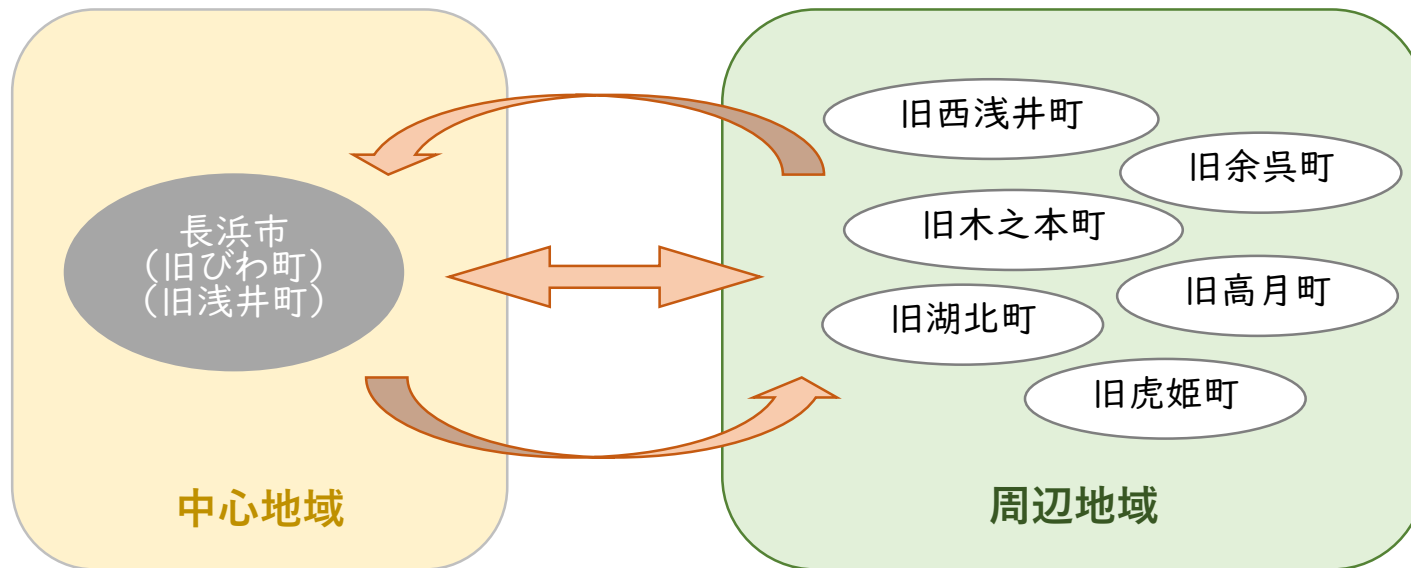 長浜市
(旧びわ町)
(旧浅井町)
中心地域
旧西浅井町
旧余呉町
旧木之本町
旧高月町
旧湖北町
旧虎姫町
周辺地域